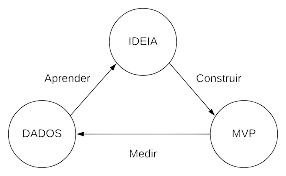 IDEIA
Aprender
Construir
DADOS
MVP
Medir